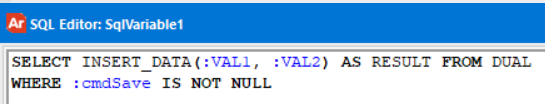 Ar SQL Editor: SqlVariable1
SELECT INSERT_DATA(:VAL1, :VAL2) AS RESULT FROM DUAL
WHERE :cmdSave IS NOT NULL